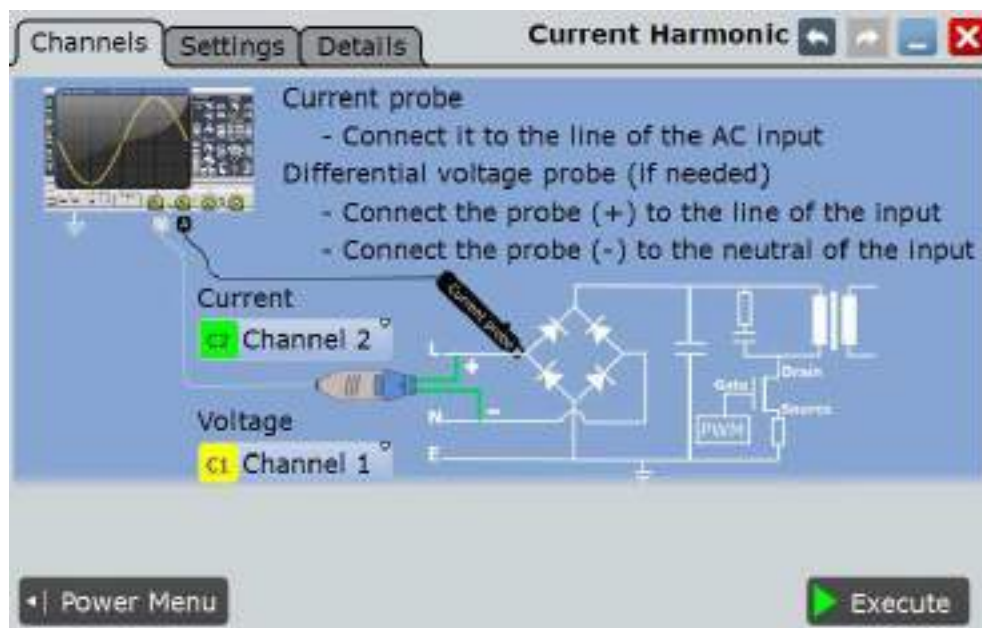 Channels
Settings
Details
Current Harmonic
Current probe
- Connect it to the line of the AC input
Differential voltage probe (if needed)
- Connect the probe (+) to the line of the input
- Connect the probe (-) to the neutral of the input
Current
C2 Channel 2
Current probe
L
+
Voltage
C1 Channel 1
N
-
E
Drain
Gate
Source
PWM
Power Menu
Execute